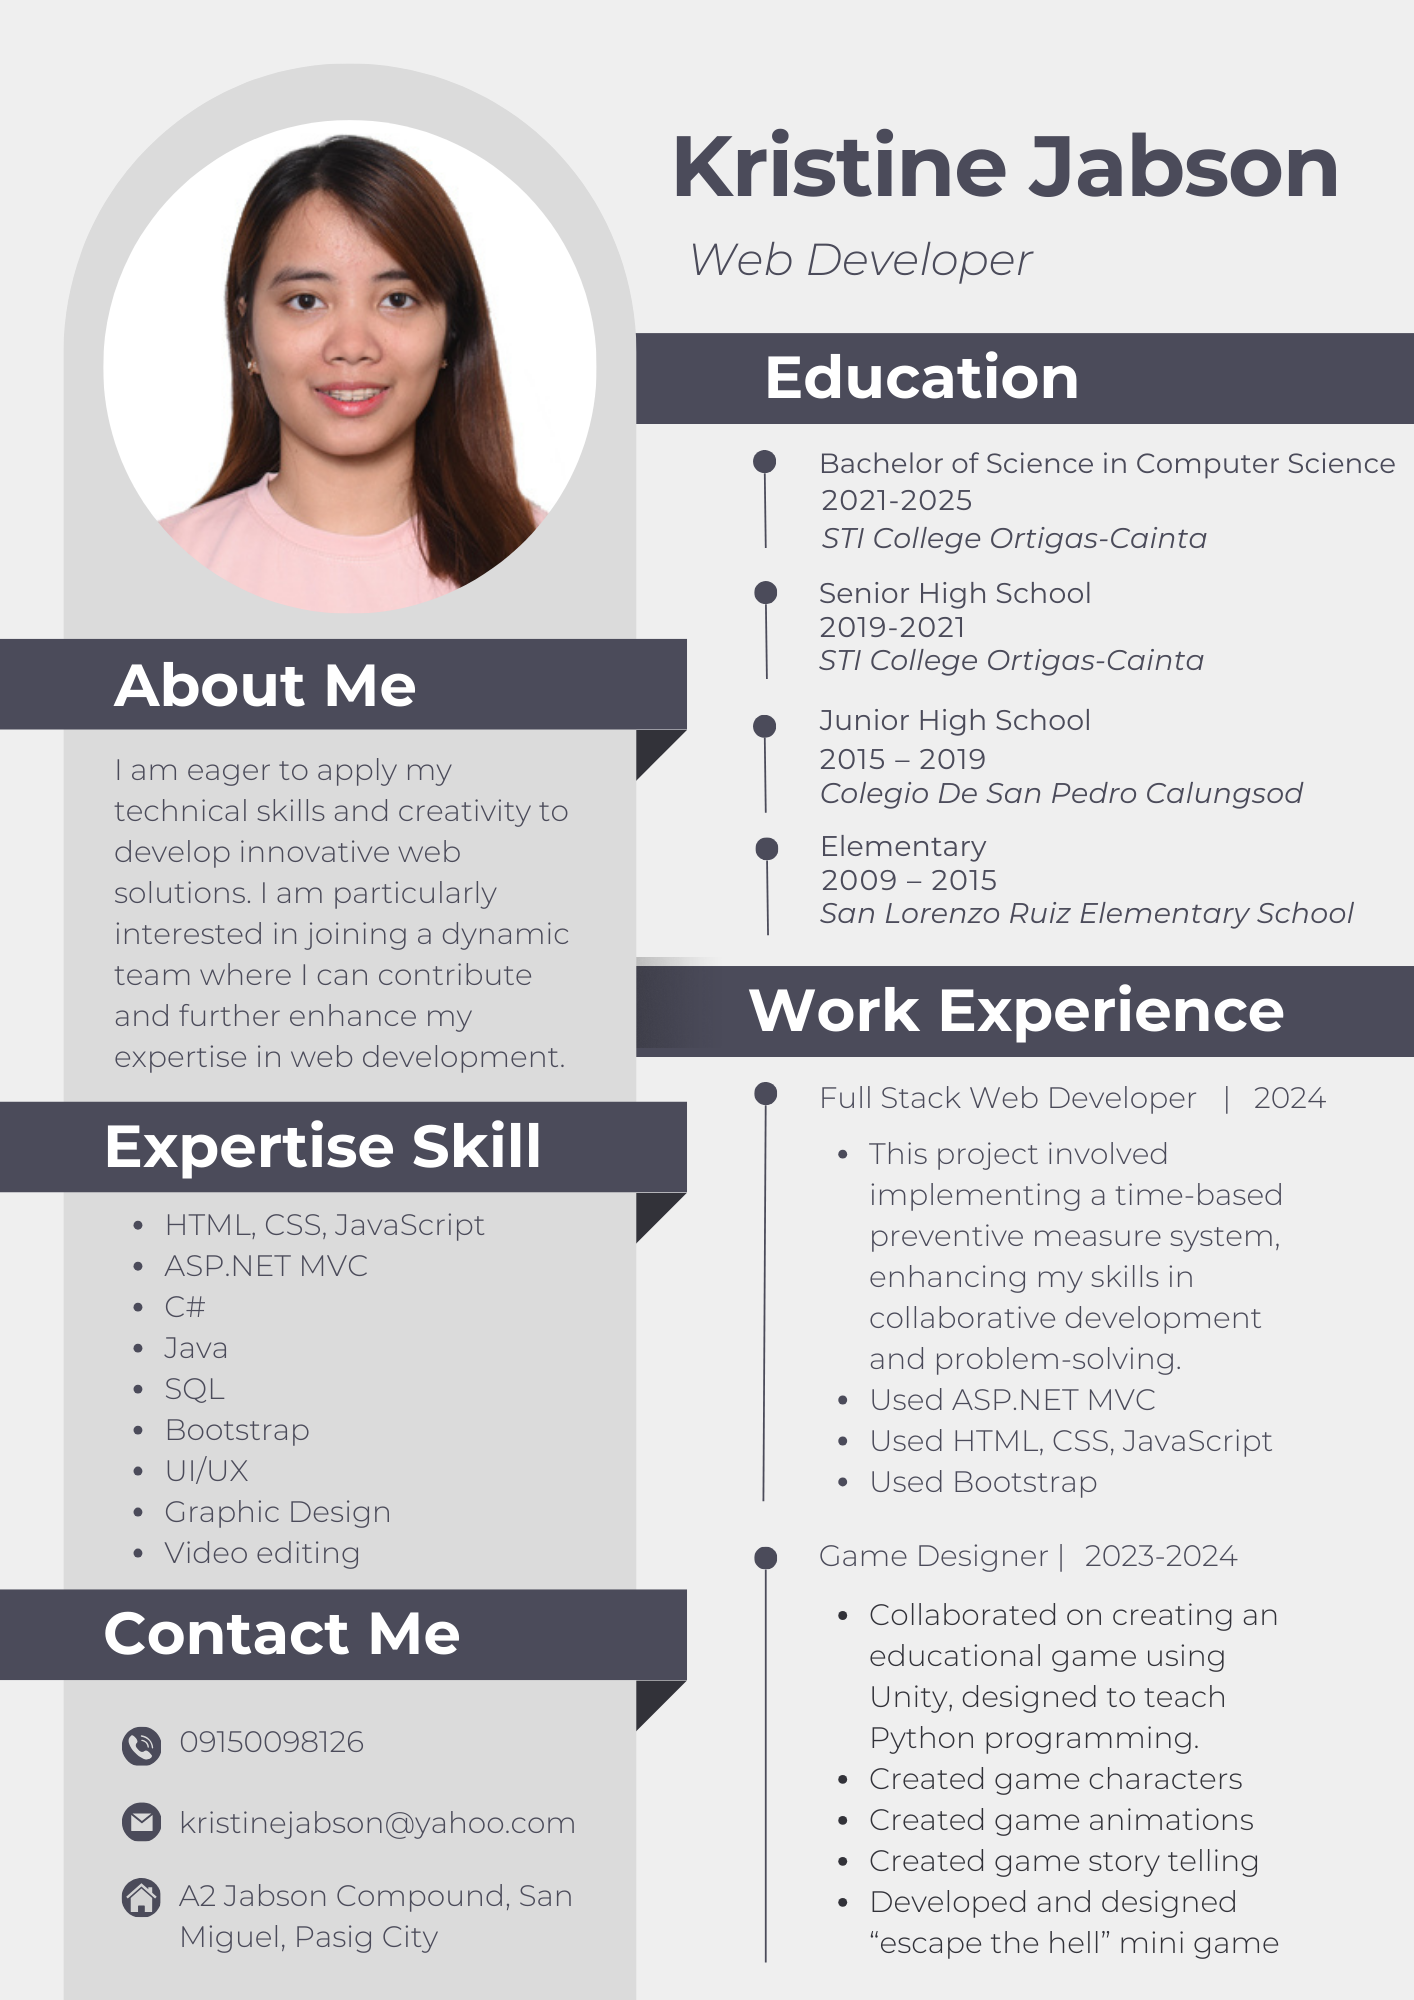 Kristine Jabson
Web Developer
Education
Bachelor of Science in Computer Science
2021-2025
STI College Ortigas-Cainta
Senior High School
2019-2021
STI College Ortigas-Cainta
Junior High School
2015 – 2019
Colegio De San Pedro Calungsod
Elementary
2009 – 2015
San Lorenzo Ruiz Elementary School
Work Experience
Full Stack Web Developer | 2024
• This project involved
implementing a time-based
preventive measure system,
enhancing my skills in
collaborative development
and problem-solving.
• Used ASP.NET MVC
• Used HTML, CSS, JavaScript
• Used Bootstrap
Game Designer | 2023-2024
• Collaborated on creating an
educational game using
Unity, designed to teach
Python programming.
• Created game characters
• Created game animations
• Created game story telling
• Developed and designed
“escape the hell” mini game
About Me
I am eager to apply my
technical skills and creativity to
develop innovative web
solutions. I am particularly
interested in joining a dynamic
team where I can contribute
and further enhance my
expertise in web development.
Expertise Skill
• HTML, CSS, JavaScript
• ASP.NET MVC
• C#
• Java
• SQL
• Bootstrap
• UI/UX
• Graphic Design
• Video editing
Contact Me
09150098126
kristinejabson@yahoo.com
A2 Jabson Compound, San
Miguel, Pasig City